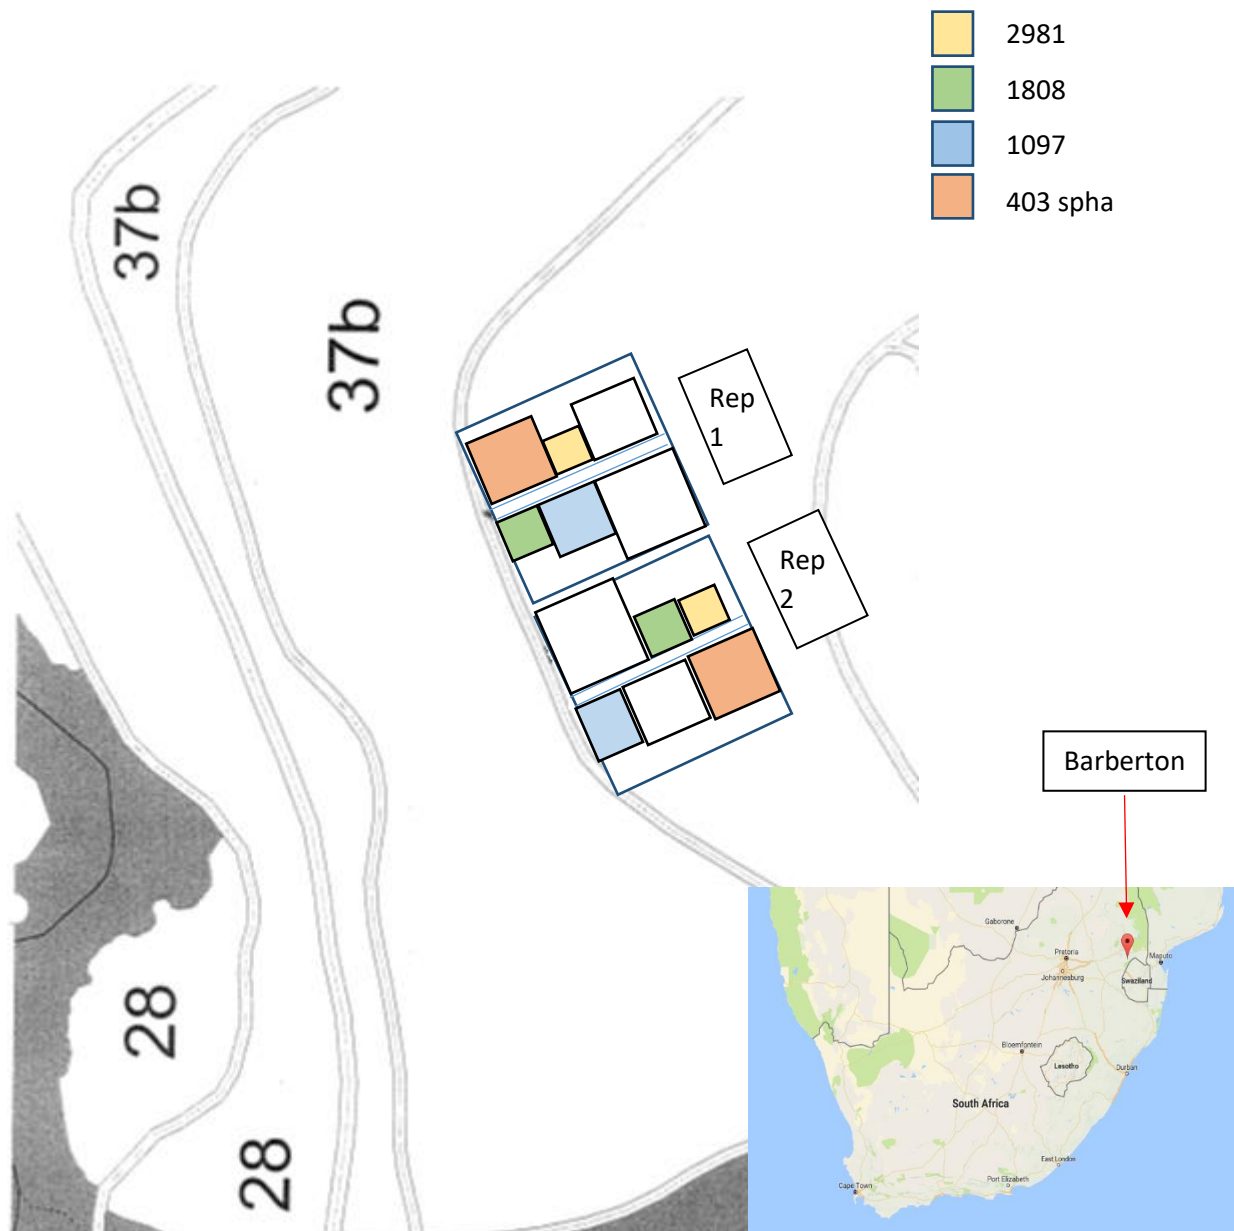 2981
1808
1097
403 spha
37b
37b
Rep
1
Rep
2
Barberton
28
28
Gaborone
Pretoria
Johannesburg
Maputo
Swaziland
Bloemfontein
Lesotho
Durban
South Africa
East London
Port Elizabeth
Cape Town